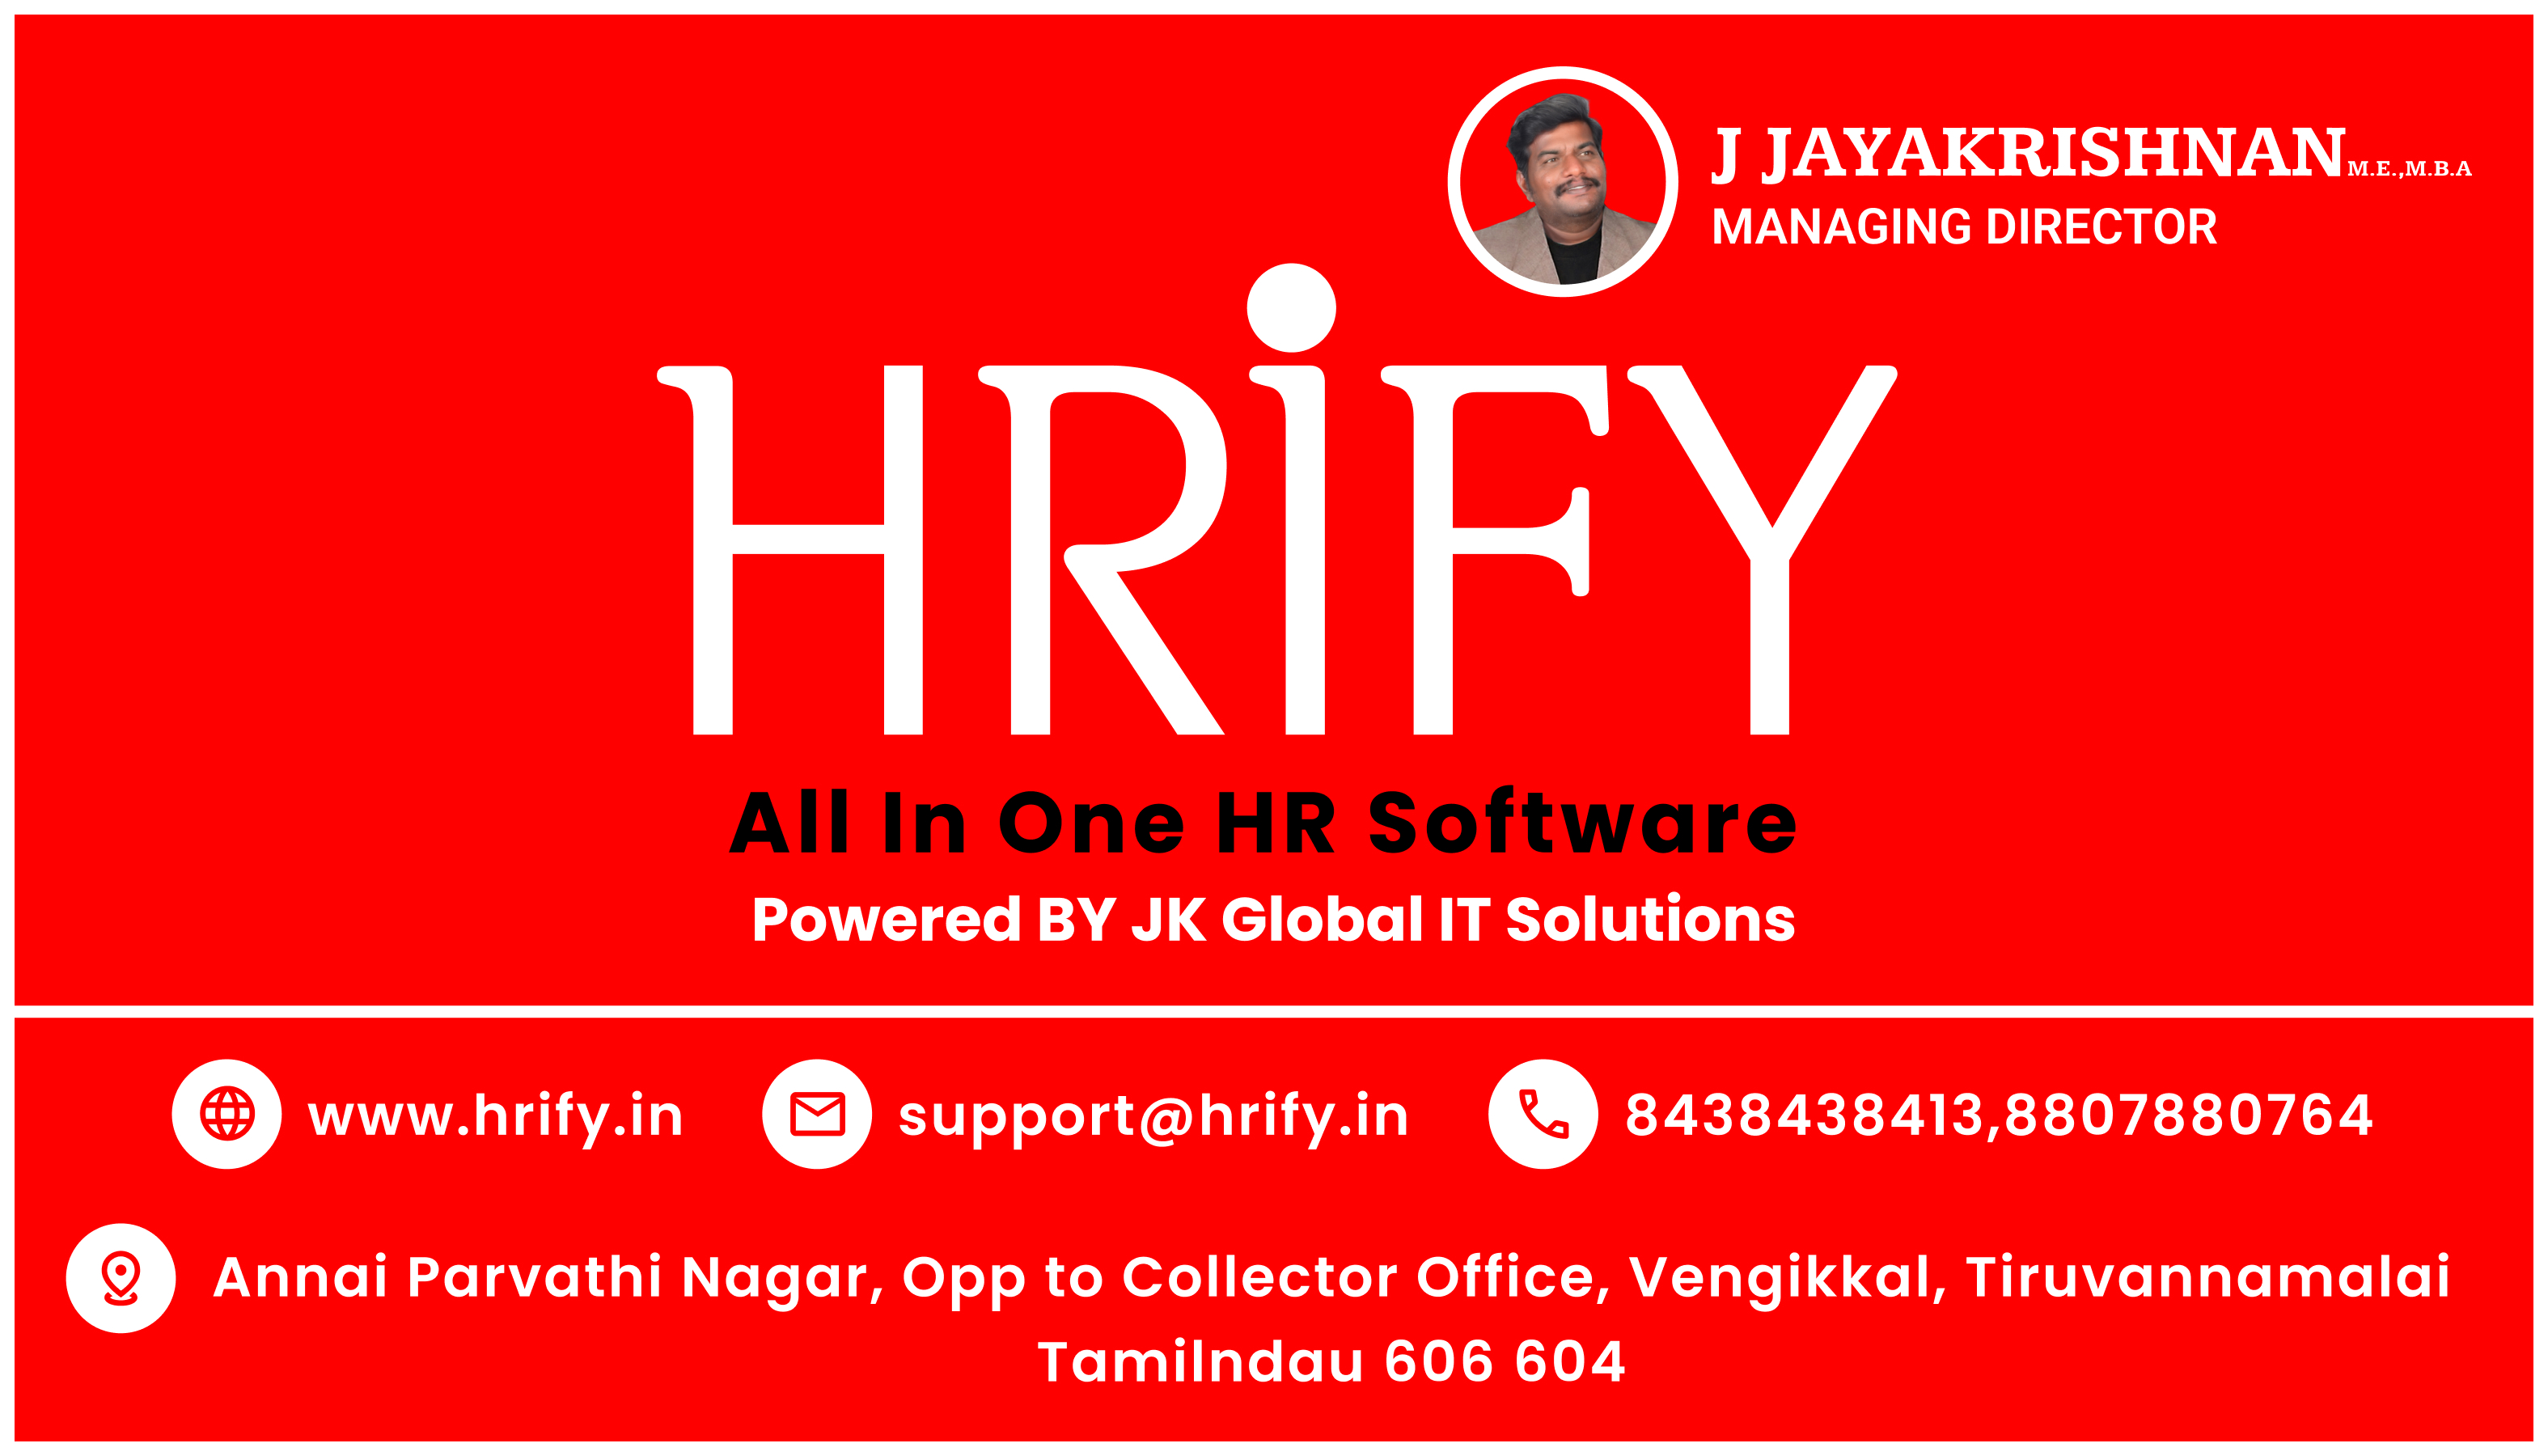 J JAYAKRISHNAN M.E.,M.B.A
MANAGING DIRECTOR
HRiFY
All In One HR Software
Powered BY JK Global IT Solutions
www.hrify.in
support@hrify.in
8438438413,8807880764
Annai Parvathi Nagar, Opp to Collector Office, Vengikkal, Tiruvannamalai
Tamilndau 606 604